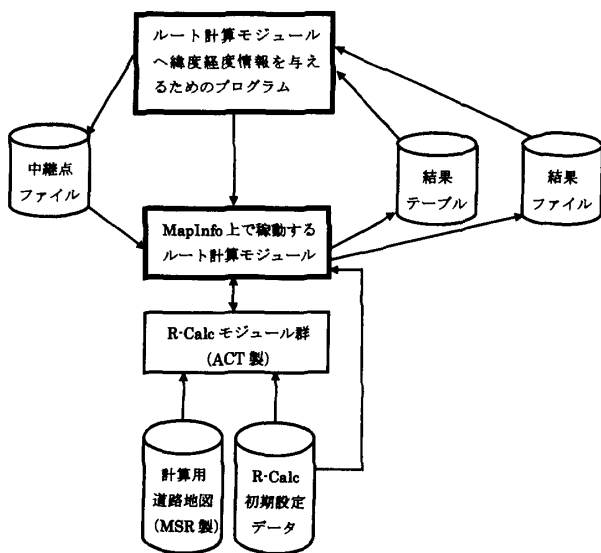 ルート計算モジュール
へ緯度経度情報を与え
るためのプログラム
中継点
ファイル
結果
テーブル
結果
ファイル
MapInfo上で稼動する
ルート計算モジュール
R-Calcモジュール群
(ACT製)
計算用
道路地図
(MSR製)
R-Calc
初期設定
データ